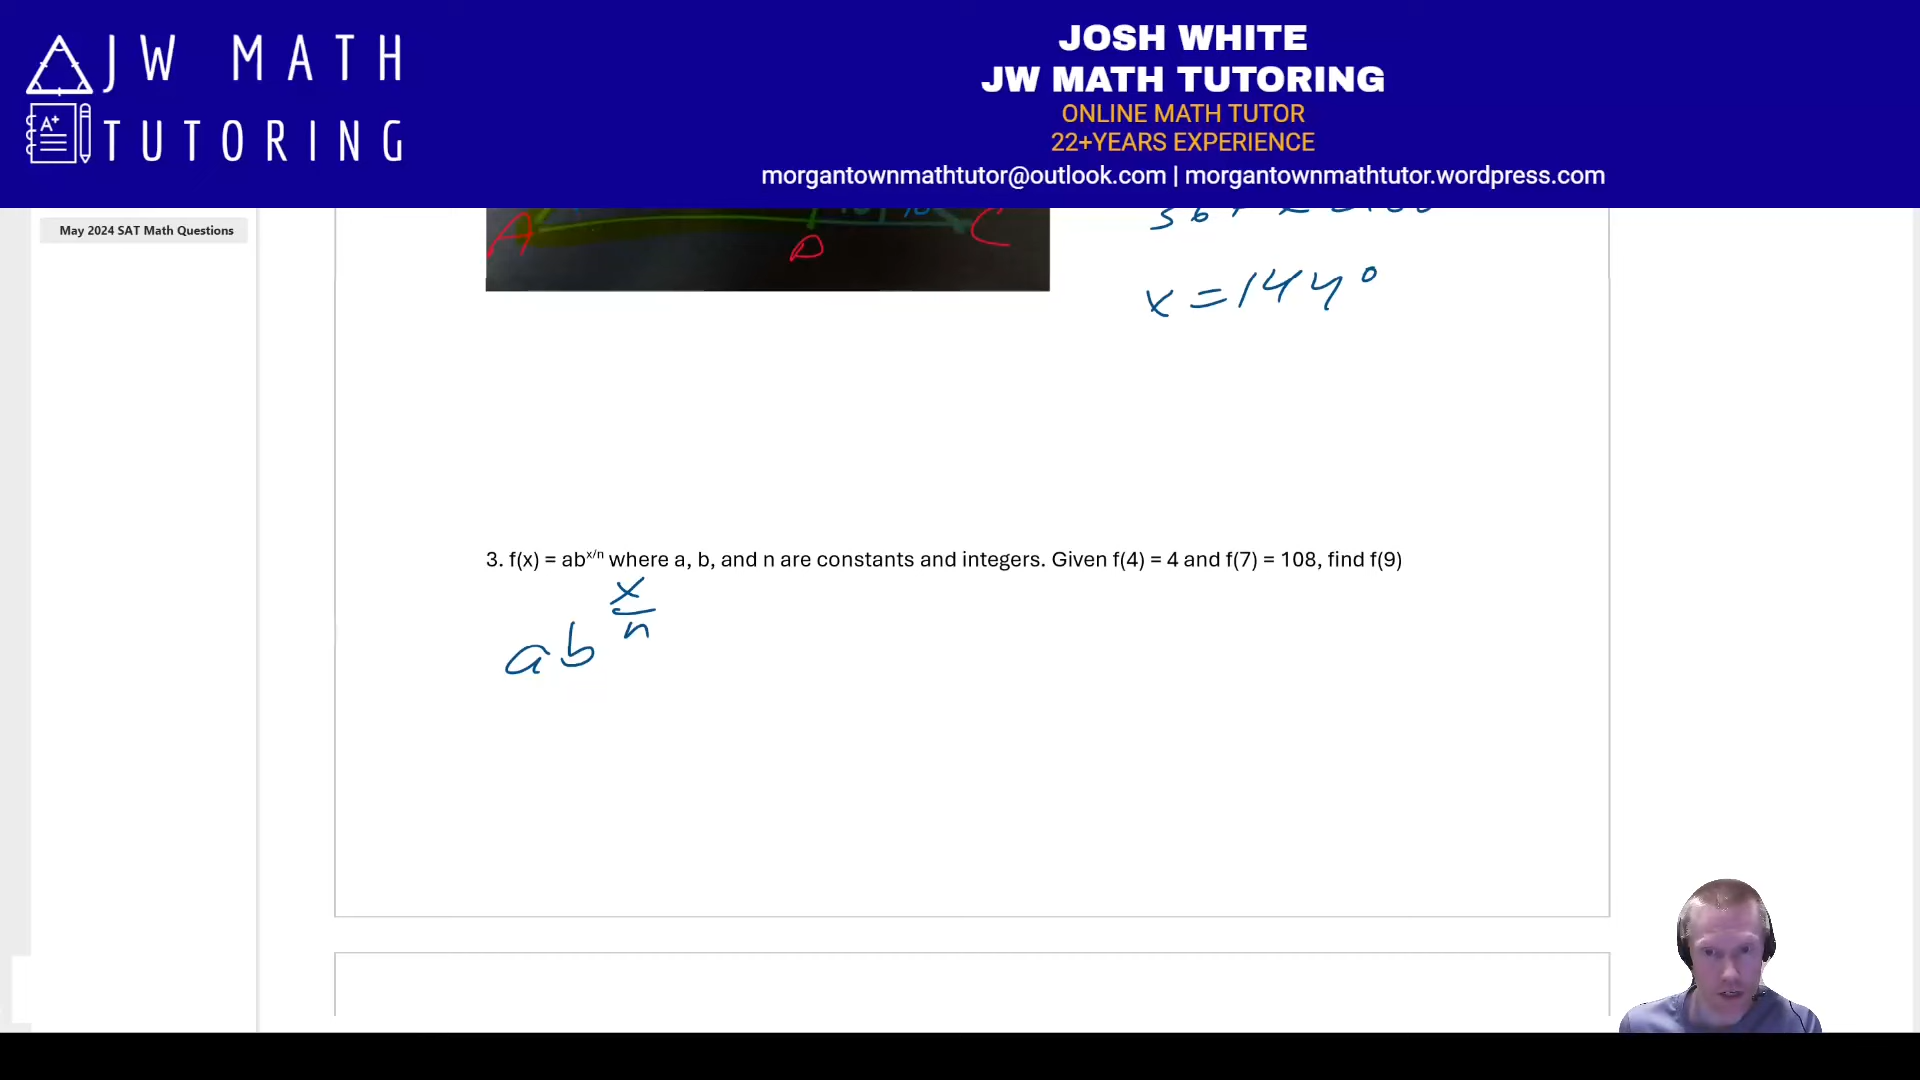 JW MATH
A+
TUTORING
JOSH WHITE
JW MATH TUTORING
ONLINE MATH TUTOR
22+YEARS EXPERIENCE
morgantownmathtutor@outlook.com | morgantownmathtutor.wordpress.com
May 2024 SAT Math Questions
A
D
C
x = 144°
3. f(x) = ab^x/n where a, b, and n are constants and integers. Given f(4) = 4 and f(7) = 108, find f(9)
ab^x/n